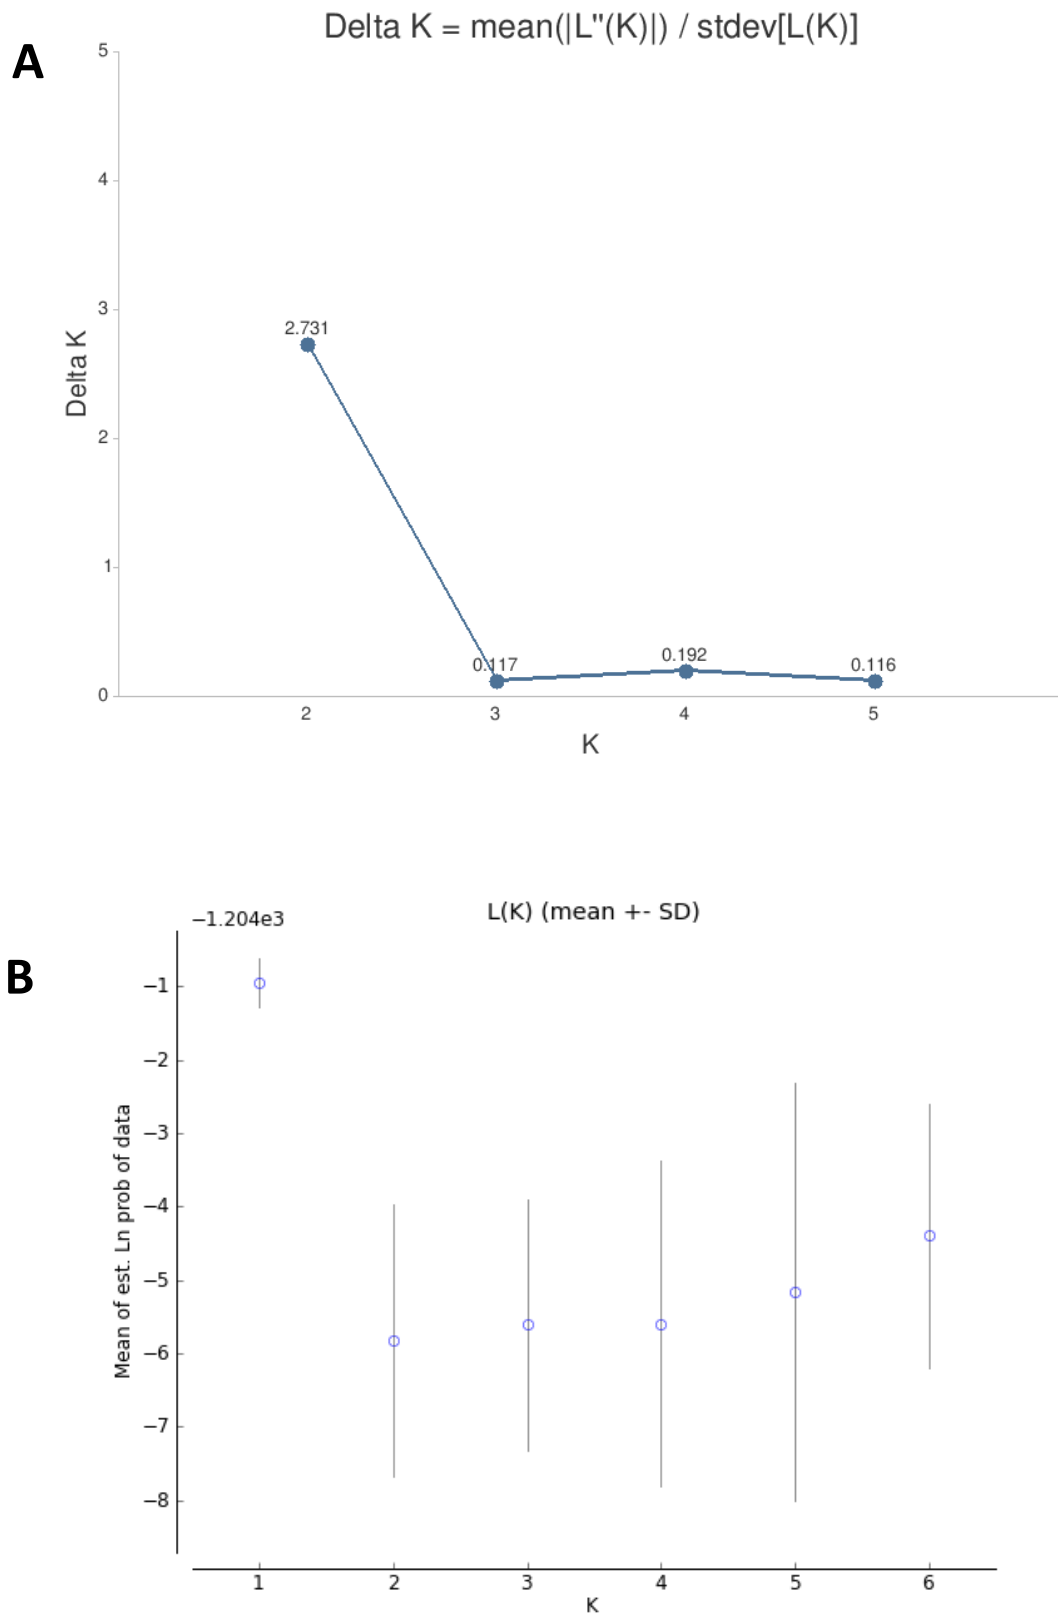 Delta K = mean(|L"(K)|) / stdev[L(K)]
A
5
4
3
2
1
0
Delta K
2.731
0.117
0.192
0.116
2 3 4 5
K
−1.204e3
L(K) (mean +- SD)
B
−1
−2
−3
−4
−5
−6
−7
−8
Mean of est. Ln prob of data
1 2 3 4 5 6
K